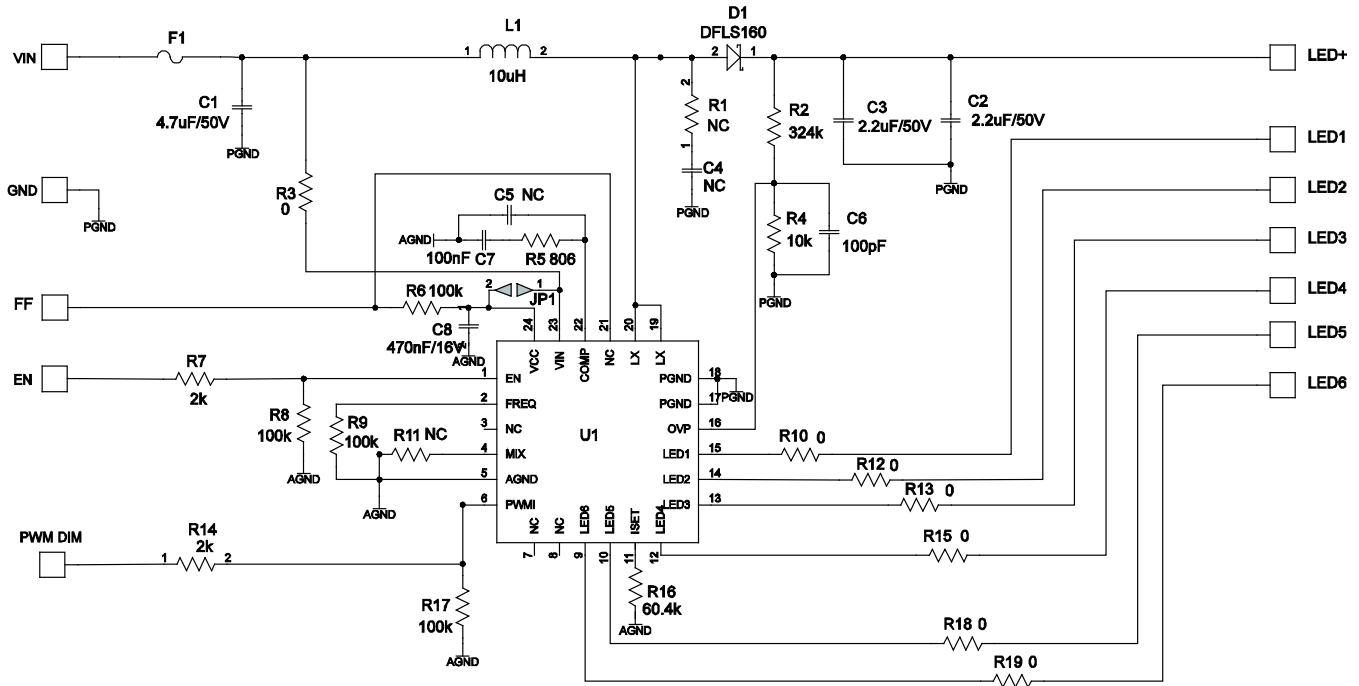 VIN
F1
L1
1
2
10uH
D1
DFLS160
2
1
LED+
C1
4.7uF/50V
PGND
2
R1
NC
1
C4
NC
PGND
R2
324k
C3
2.2uF/50V
C2
2.2uF/50V
PGND
LED1
GND
PGND
R3
0
C5 NC
AGND
100nF C7
R5 806
R4
10k
C6
100pF
PGND
LED2
LED3
FF
R6 100k
2
1
JP1
C8
470nF/16V
AGND
LED4
LED5
LED6
24
23
22
21
20
19
VCC
VIN
COMP
NC
LX
LX
EN
R7
2k
R8
100k
AGND
R9
100k
R11 NC
AGND
1
EN
2
FREQ
3
NC
4
MIX
5
AGND
6
PWMI
U1
PGND
18
PGND
17
PGND
OVP
16
LED1
15
LED2
14
LED3
13
R10 0
R12 0
R13 0
NC
NC
LED6
LED5
ISET
LED4
7
8
9
10
11
12
PWM DIM
1
R14
2k
2
R17
100k
AGND
R16
60.4k
AGND
R15 0
R18 0
R19 0